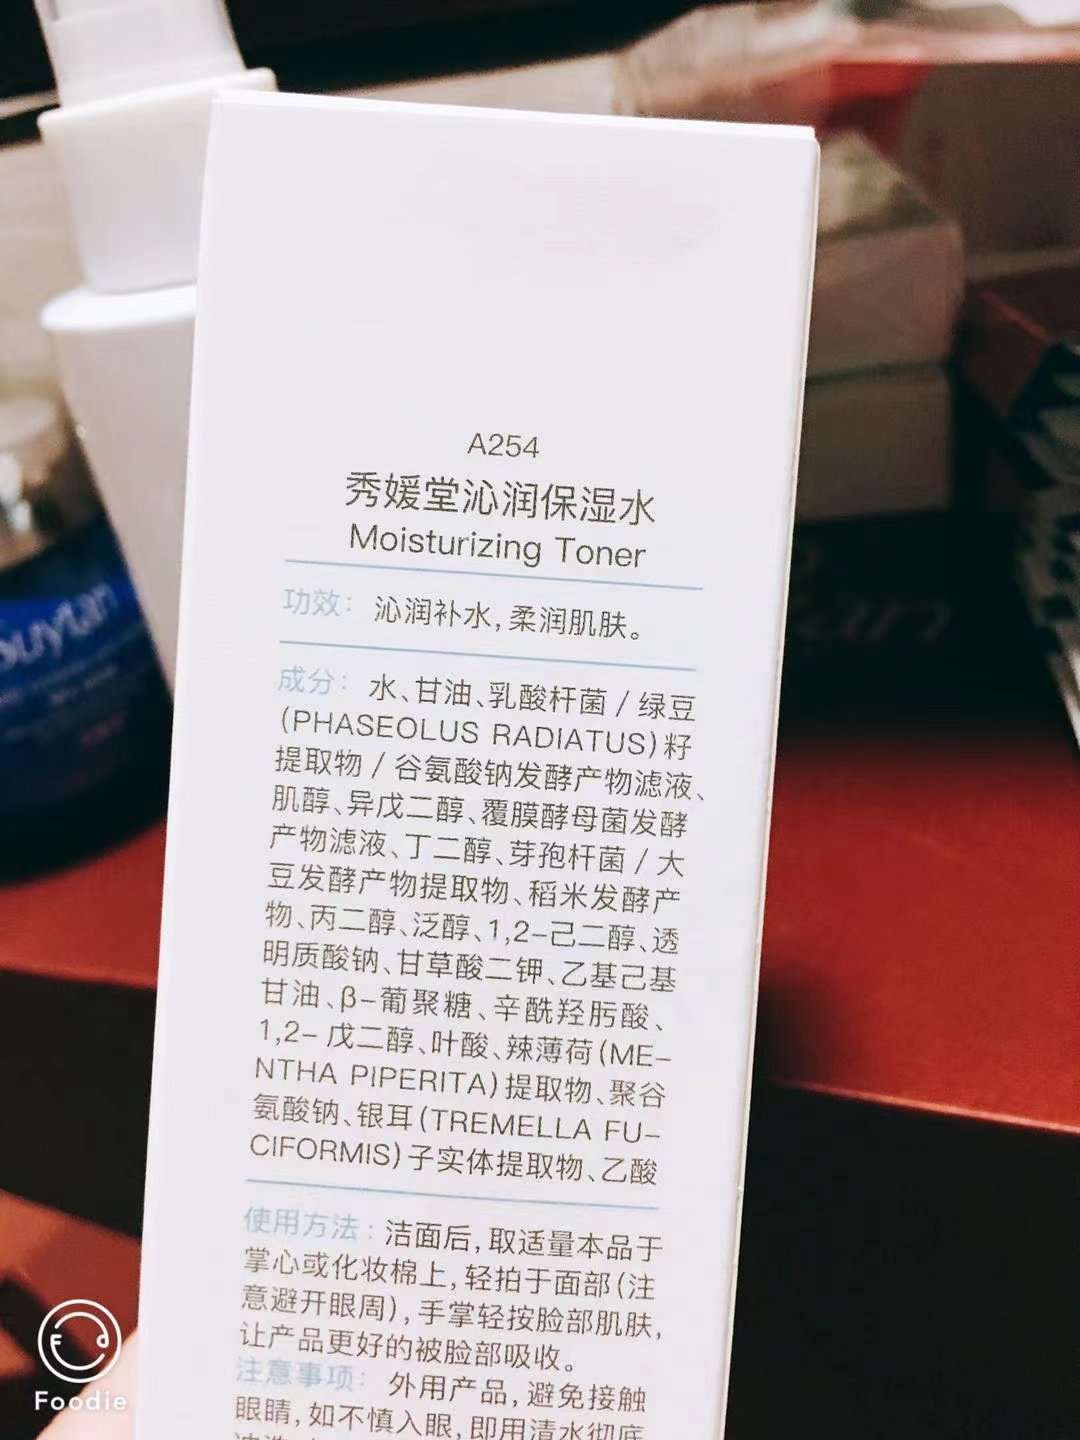 A254
秀媛堂沁润保湿水
Moisturizing Toner
功效：沁润补水，柔润肌肤。
成分：水、甘油、乳酸杆菌/绿豆
(PHASEOLUS RADIATUS)籽
提取物/谷氨酸钠发酵产物滤液、
肌醇、异戊二醇、覆膜酵母菌发酵
产物滤液、丁二醇、芽孢杆菌/大
豆发酵产物提取物、稻米发酵产
物、丙二醇、泛醇、1,2-己二醇、透
明质酸钠、甘草酸二钾、乙基己基
甘油、β-葡聚糖、辛酰羟肟酸、
1,2-戊二醇、叶酸、辣薄荷(ME-
NTHA PIPERITA)提取物、聚谷
氨酸钠、银耳(TREMELLA FU-
CIFORMIS)子实体提取物、乙酸
使用方法：洁面后，取适量本品于
掌心或化妆棉上，轻拍于面部(注
意避开眼周)，手掌轻按脸部肌肤，
让产品更好的被脸部吸收。
注意事项：外用产品，避免接触
眼睛，如不慎入眼，即用清水彻底
Foodie